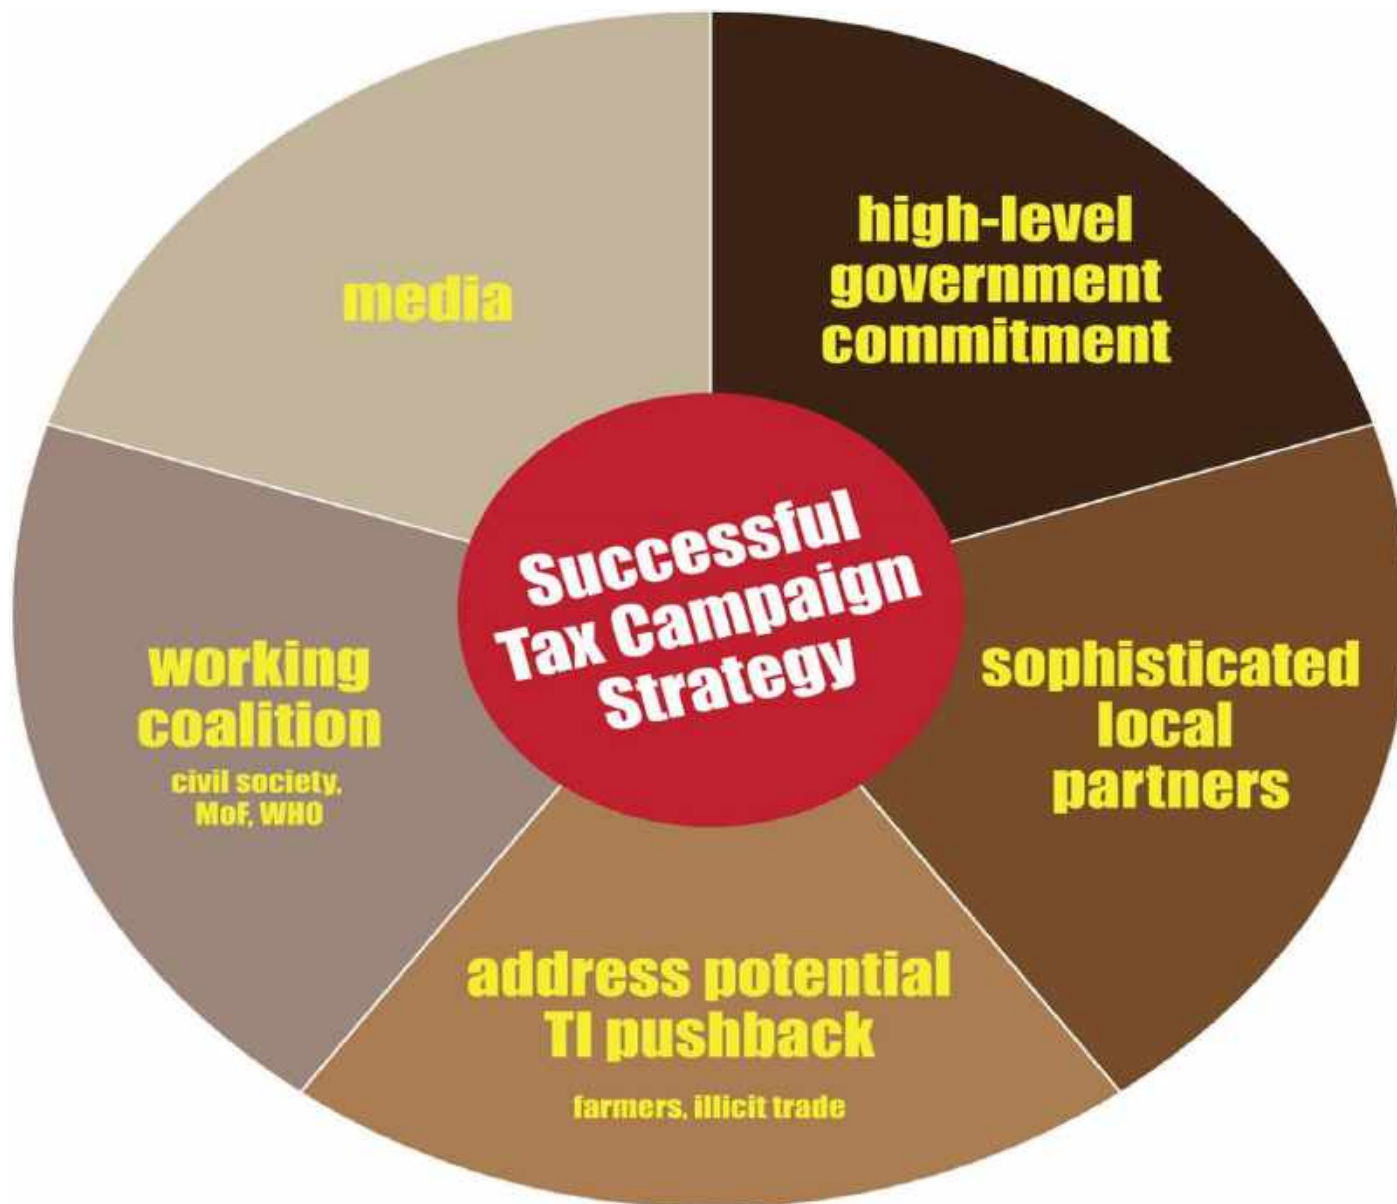 media
high-level
government
commitment
Successful
Tax Campaign
Strategy
working
coalition
civil society,
MoF, WHO
sophisticated
local
partners
address potential
TI pushback
farmers, illicit trade